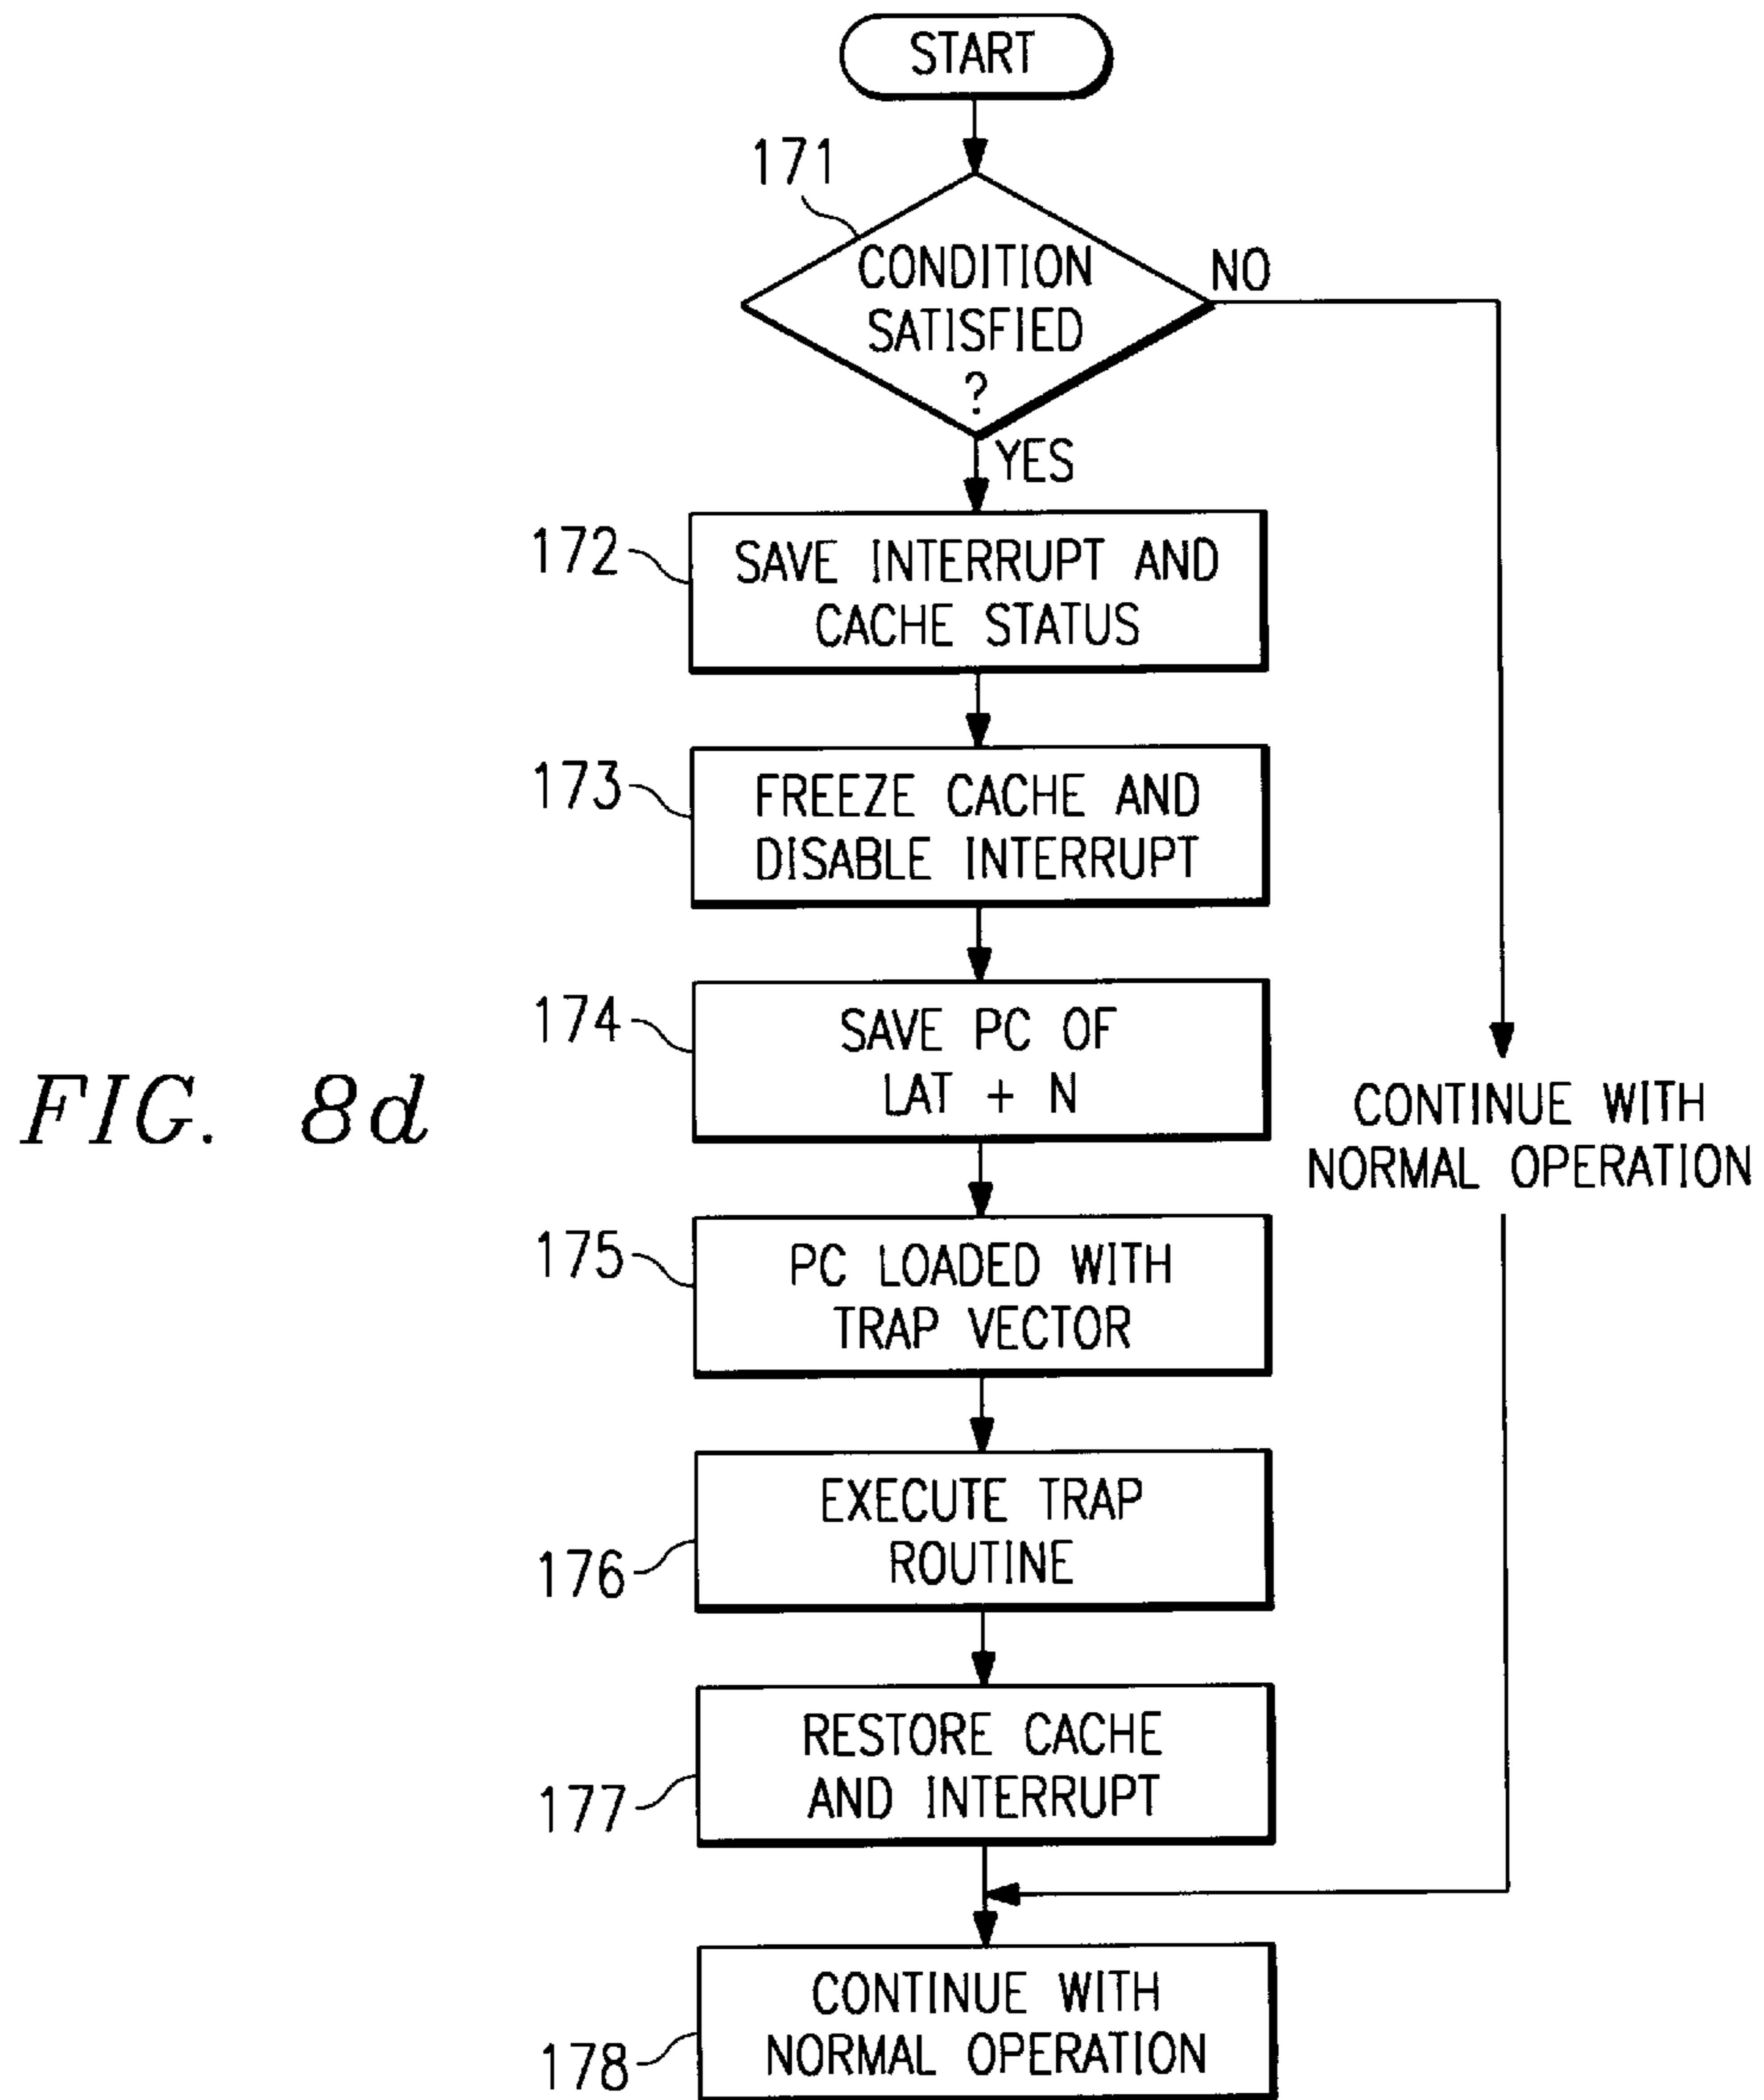 START
171
CONDITION
SATISFIED
?
NO
YES
172
SAVE INTERRUPT AND
CACHE STATUS
173
FREEZE CACHE AND
DISABLE INTERRUPT
174
SAVE PC OF
LAT + N
FIG. 8d
CONTINUE WITH
NORMAL OPERATION
175
PC LOADED WITH
TRAP VECTOR
EXECUTE TRAP
ROUTINE
176
RESTORE CACHE
AND INTERRUPT
177
CONTINUE WITH
NORMAL OPERATION
178